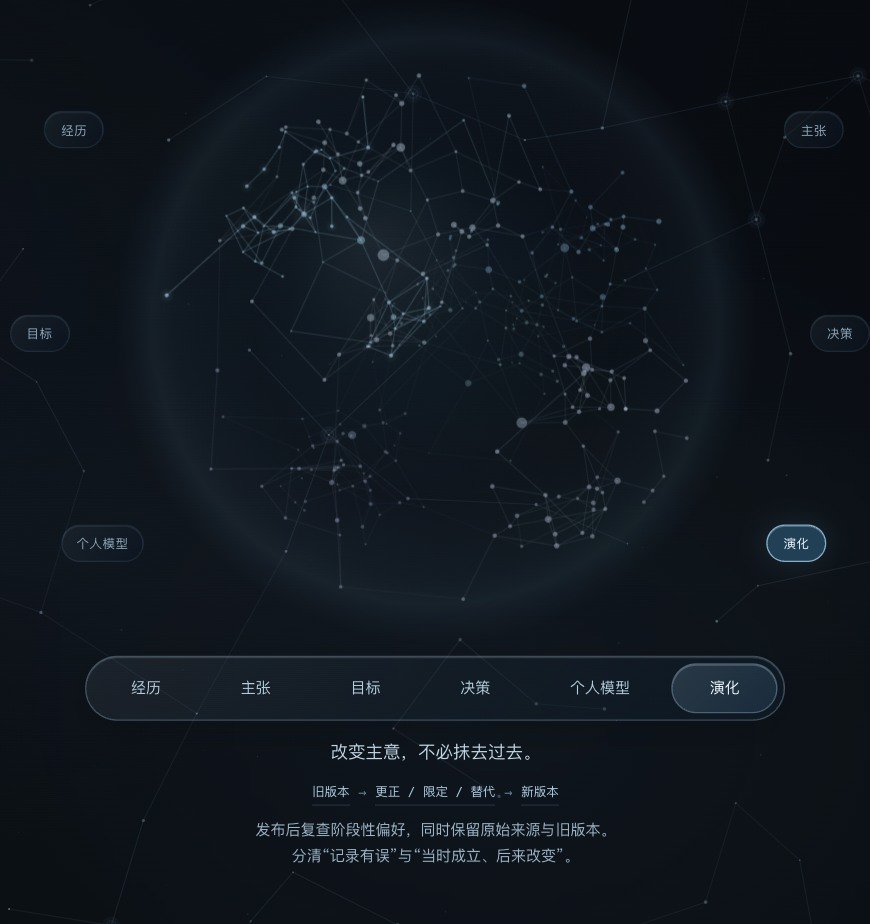 经历
主张
目标
决策
个人模型
演化
经历 主张 目标 决策 个人模型 演化
改变主意，不必抹去过去。
旧版本 → 更正 / 限定 / 替代 → 新版本
发布后复查阶段性偏好，同时保留原始来源与旧版本。
分清“记录有误”与“当时成立、后来改变”。